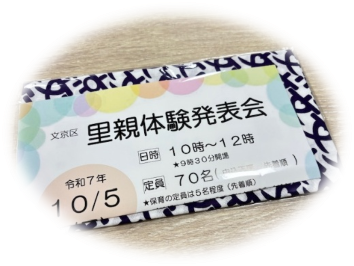 文京区 里親体験発表会
日時 10時~12時
★9時30分開場
令和7年
10/5
定員 70名(
★保育の定員は5名程度(先着順)